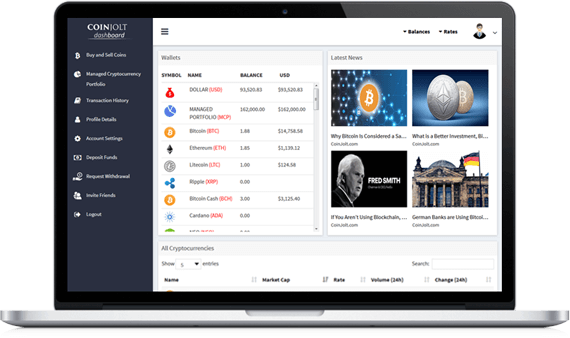 COINJOLT
dashboard
Balances
Rates
Buy and Sell Coins
Managed Cryptocurrency
Portfolio
Transaction History
Profile Details
Account Settings
Deposit Funds
Request Withdrawal
Invite Friends
Logout
Wallets
SYMBOL NAME BALANCE USD
DOLLAR (USD) 93,520.83 $93,520.83
MANAGED
PORTFOLIO (MCP) 162,000.00 $162,000.00
Bitcoin (BTC) 1.88 $14,758.58
Ethereum (ETH) 1.85 $1,139.12
Litecoin (LTC) 1.00 $124.58
Ripple (XRP) 0.00
Bitcoin Cash (BCH) 3.00 $3,125.40
Cardano (ADA) 0.00
Latest News
Why Bitcoin Is Considered a Sa...
CoinJolt.com
What is a Better Investment, Bi...
CoinJolt.com
FRED SMITH
If You Aren't Using Blockchain, ...
CoinJolt.com
German Banks are Using Bitcoi...
CoinJolt.com
All Cryptocurrencies
Show 5 entries
Search:
Name Market Cap Rate Volume (24h) Change (24h)